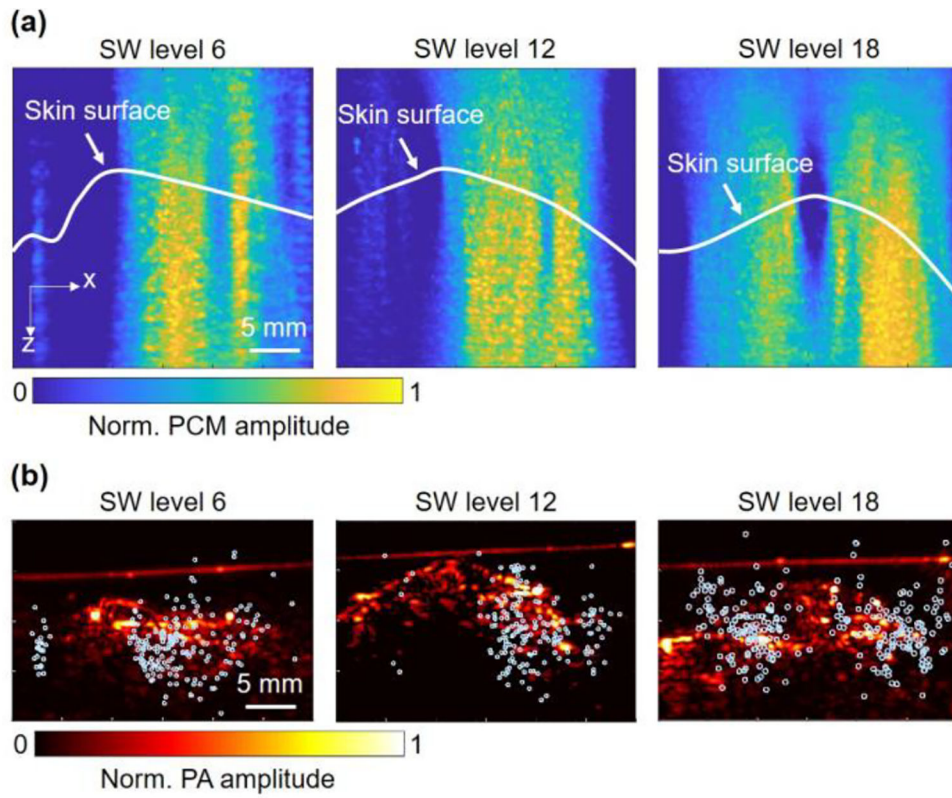 (a)
SW level 6
SW level 12
SW level 18
Skin surface
Skin surface
Skin surface
x
z
5 mm
0
1
Norm. PCM amplitude
(b)
SW level 6
SW level 12
SW level 18
5 mm
0
1
Norm. PA amplitude